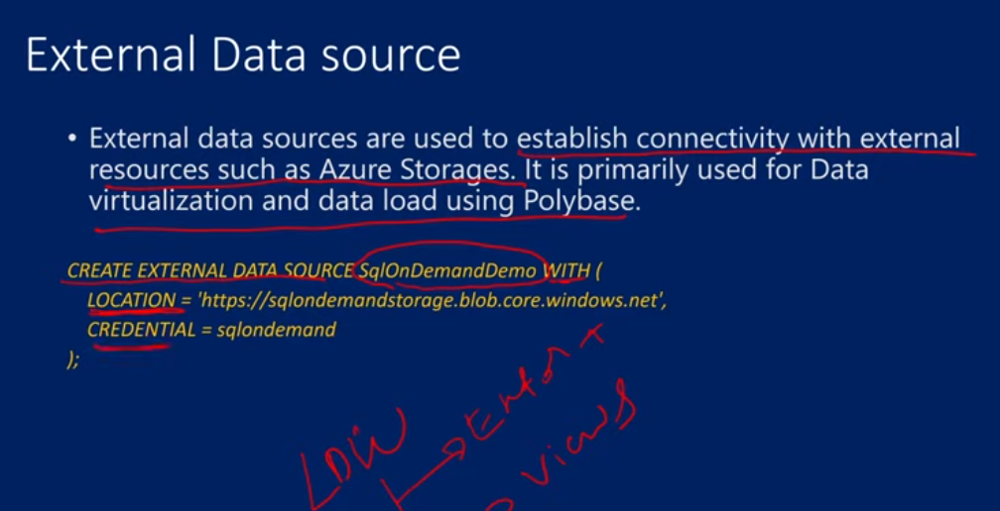 External Data source
• External data sources are used to establish connectivity with external
resources such as Azure Storages. It is primarily used for Data
virtualization and data load using Polybase.
CREATE EXTERNAL DATA SOURCE SqlOnDemandDemo WITH (
LOCATION = 'https://sqlondemandstorage.blob.core.windows.net',
CREDENTIAL = sqlondemand
);
LDW
views